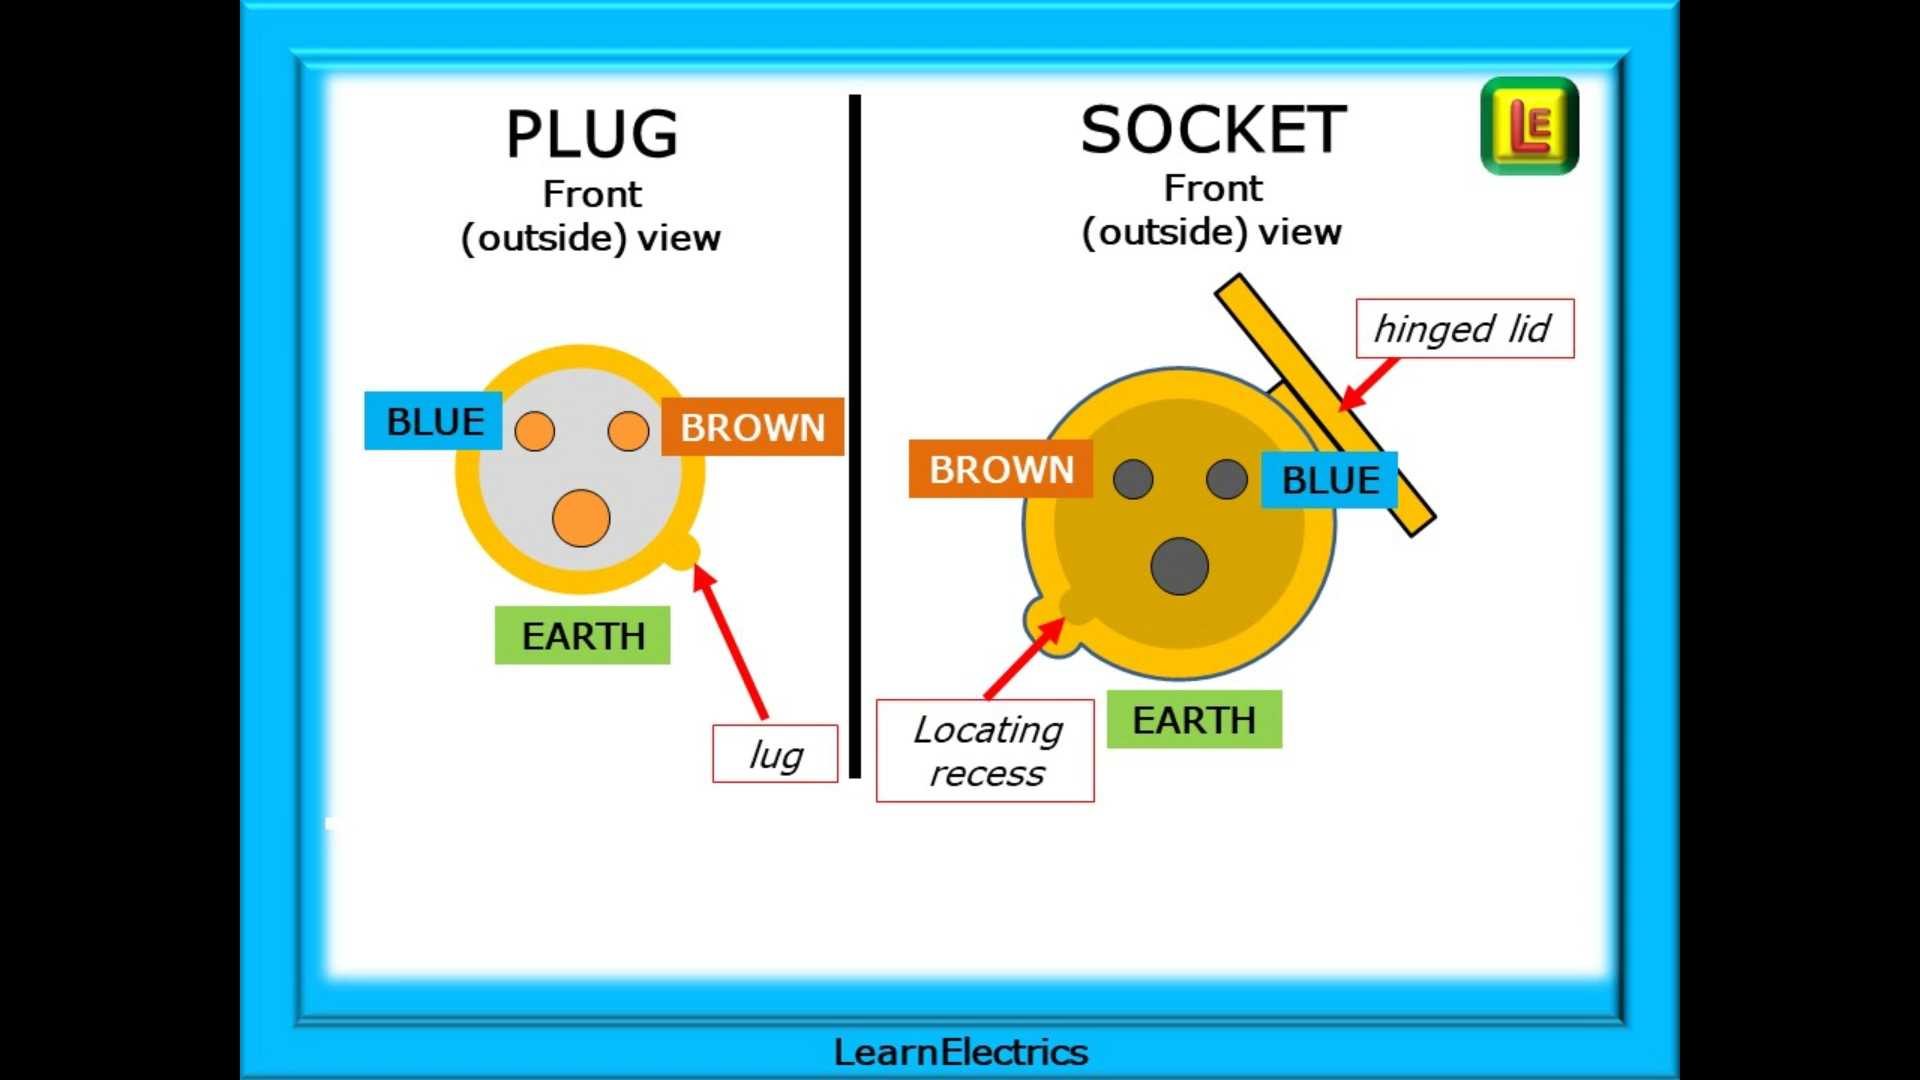 PLUG
Front
(outside) view
BLUE
BROWN
EARTH
lug
SOCKET
Front
(outside) view
LE
hinged lid
BROWN
BLUE
Locating
recess
EARTH
LearnElectrics